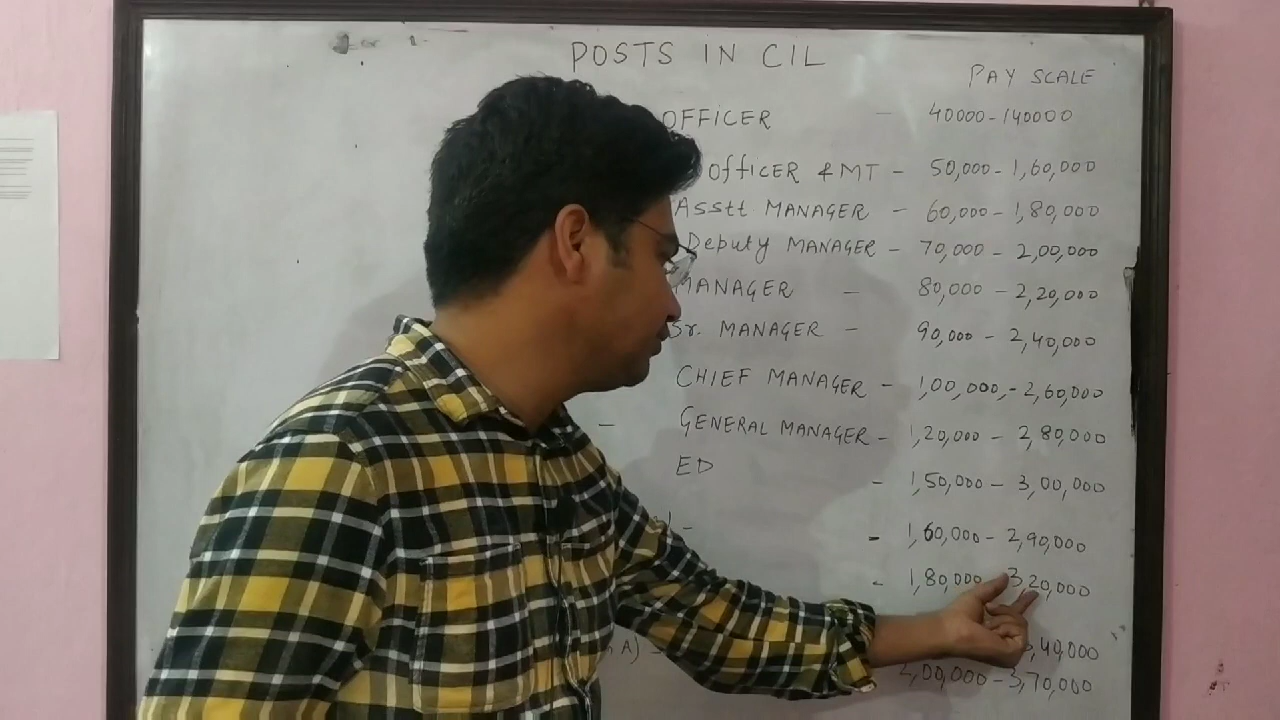 POSTS IN CIL
PAY SCALE
OFFICER - 40000-140000
OfficER & MT - 50,000-1,60,000
Asstt MANAGER - 60,000-1,80,000
Deputy MANAGER - 70,000-2,00,000
MANAGER - 80,000-2,20,000
Sr. MANAGER - 90,000-2,40,000
CHIEF MANAGER - 1,00,000,-2,60,000
- GENERAL MANAGER - 1,20,000-2,80,000
ED - 1,50,000-3,00,000
- 1,60,000-2,90,000
- 1,80,000 3,20,000
A) - 40,000
2,00,000-3,70,000